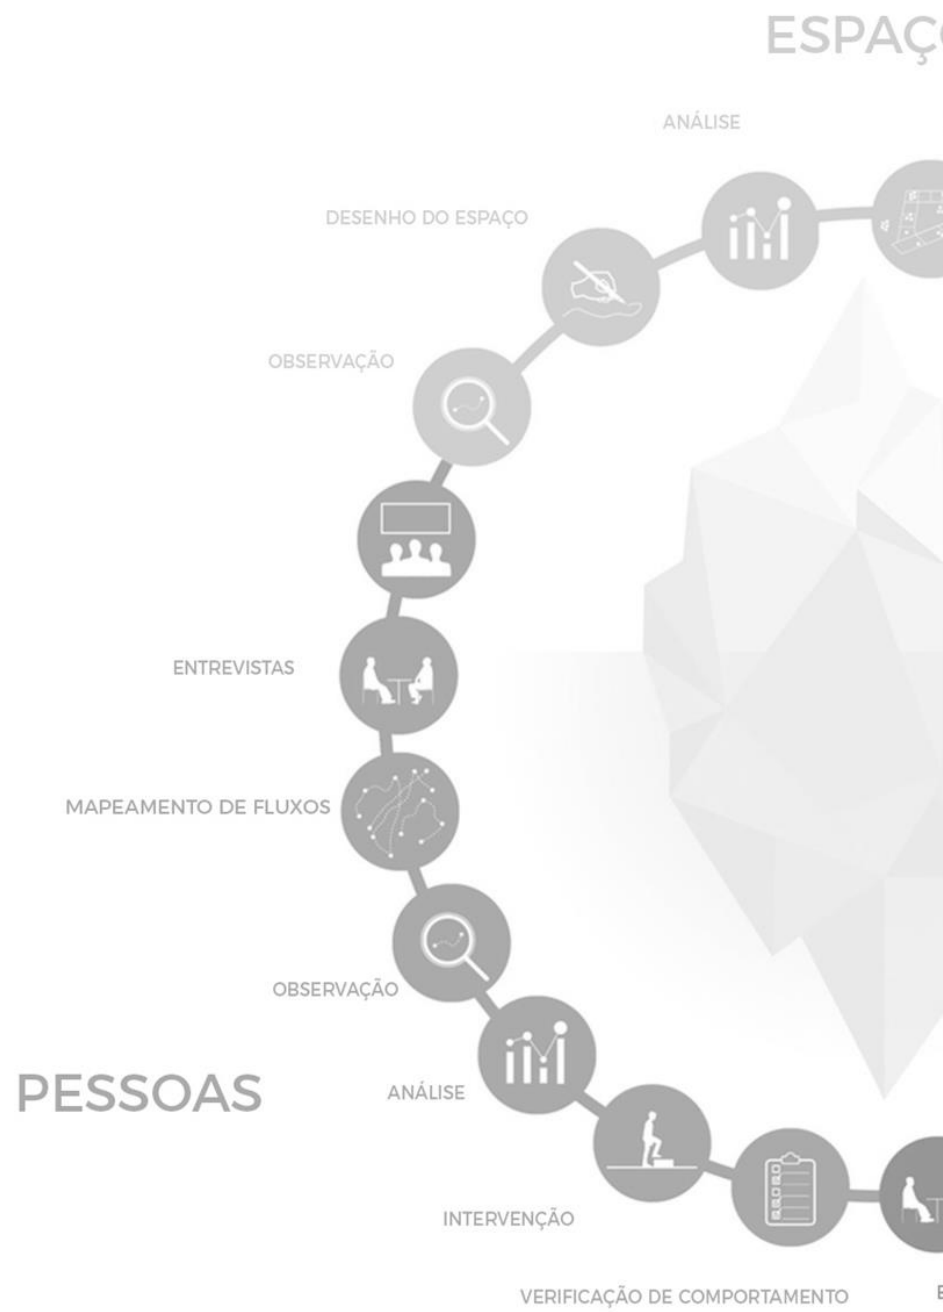 ESPAÇ
ANÁLISE
DESENHO DO ESPAÇO
OBSERVAÇÃO
ENTREVISTAS
MAPEAMENTO DE FLUXOS
OBSERVAÇÃO
PESSOAS
ANÁLISE
INTERVENÇÃO
VERIFICAÇÃO DE COMPORTAMENTO